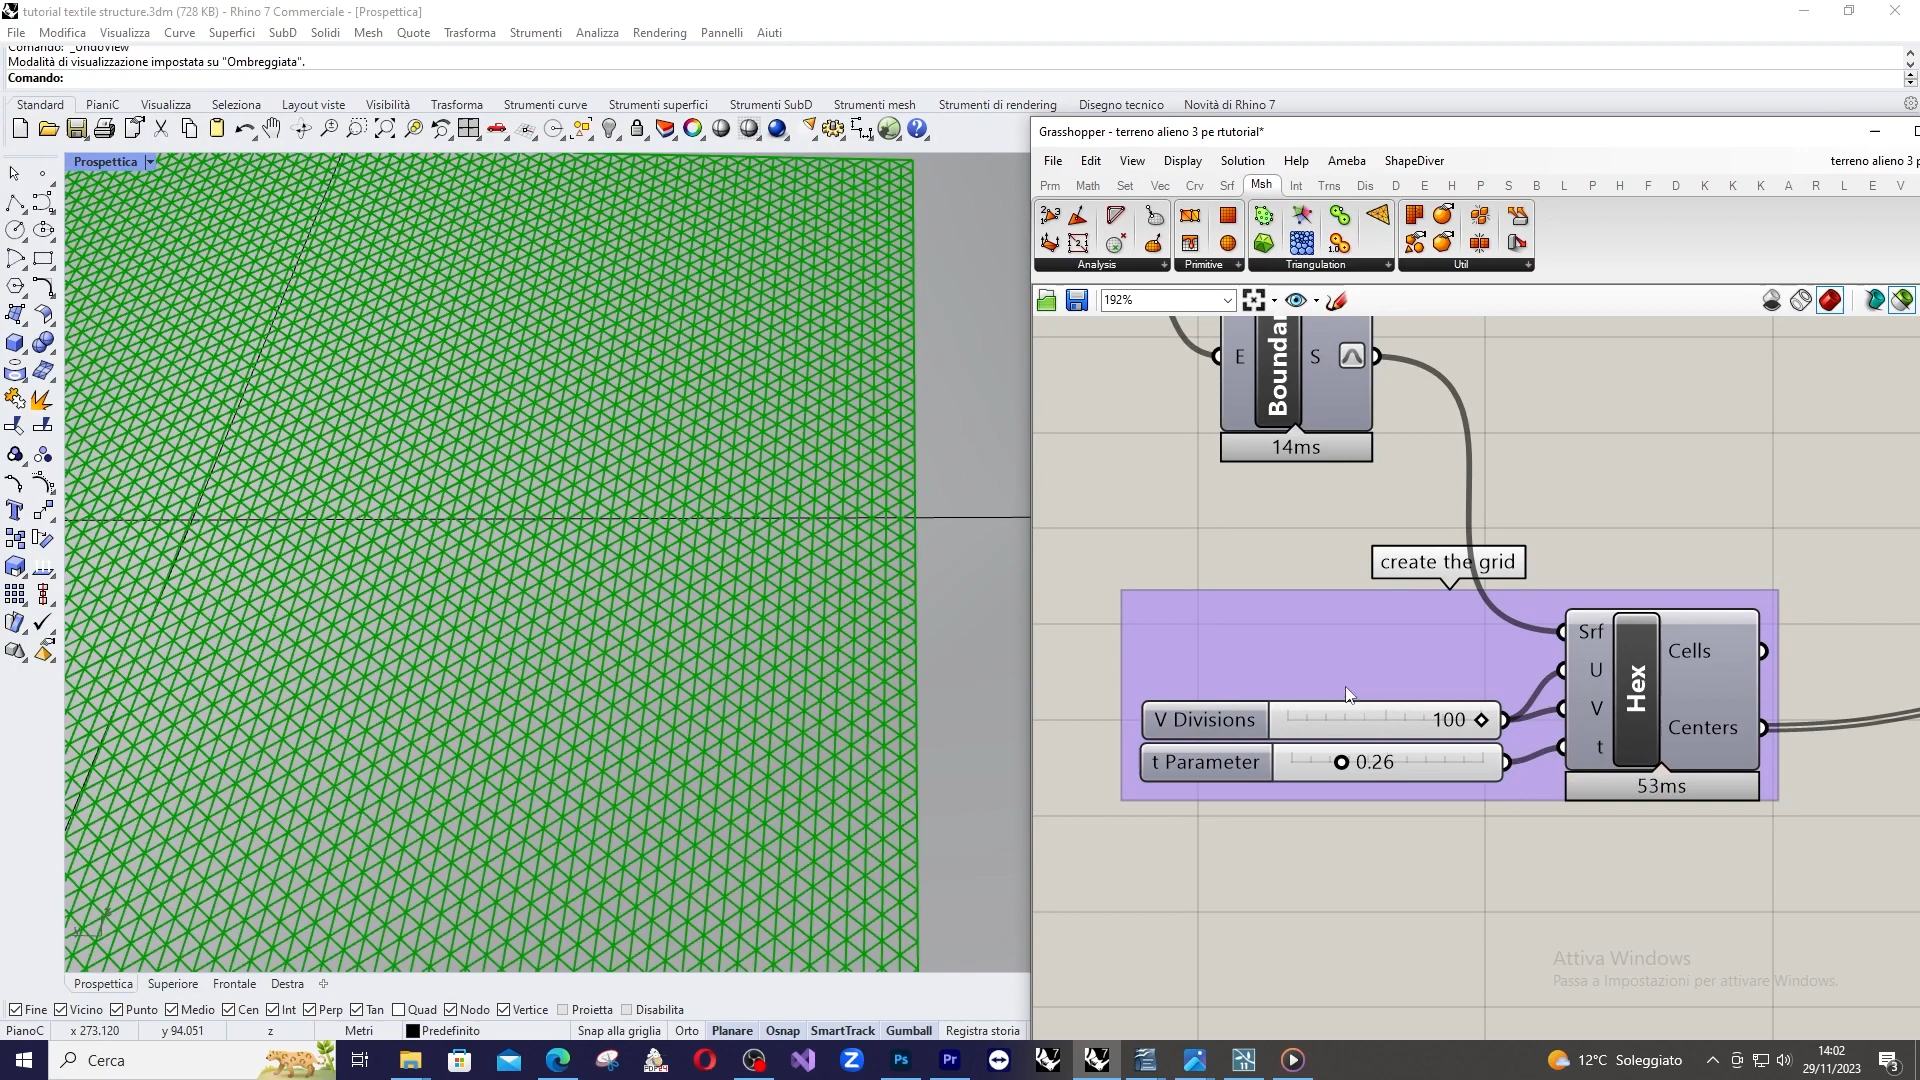 tutorial textile structure.3dm (728 KB) - Rhino 7 Commerciale - [Prospettica]
File Modifica Visualizza Curve Superfici SubD Solidi Mesh Quote Trasforma Strumenti Analizza Rendering Pannelli Aiuti
Comando: _UndoView
Modalità di visualizzazione impostata su "Ombreggiata".
Comando:
Standard PianiC Visualizza Seleziona Layout viste Visibilità Trasforma Strumenti curve Strumenti superfici Strumenti SubD Strumenti mesh Strumenti di rendering Disegno tecnico Novità di Rhino 7
Prospettica
Grasshopper - terreno alieno 3 pe rtutorial*
File Edit View Display Solution Help Ameba ShapeDiver terreno alieno 3 p
Prm Math Set Vec Crv Srf Msh Int Trns Dis D E H P S B L P H F D K K K A R L E V
Analysis Primitive Triangulation Util
192%
E Bounda S
14ms
create the grid
Srf
U
V
t
Hex
Cells
Centers
V Divisions 100
t Parameter 0.26
53ms
Attiva Windows
Passa a Impostazioni per attivare Windows.
Prospettica Superiore Frontale Destra
Fine Vicino Punto Medio Cen Int Perp Tan Quad Nodo Vertice Proietta Disabilita
PianoC x 273.120 y 94.051 z Metri Predefinito Snap alla griglia Orto Planare Osnap SmartTrack Gumball Registra storia
Cerca
12°C Soleggiato
14:02
29/11/2023
3